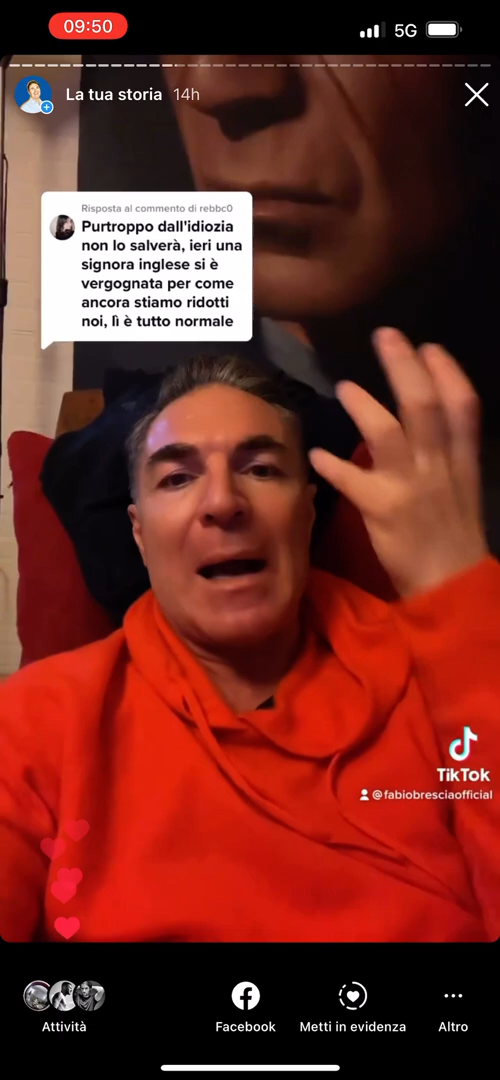 09:50
5G
La tua storia 14h
Risposta al commento di rebbc0
Purtroppo dall'idiozia
non lo salverà, ieri una
signora inglese si è
vergognata per come
ancora stiamo ridotti
noi, lì è tutto normale
TikTok
@fabiobresciaofficial
Attività
Facebook
Metti in evidenza
Altro